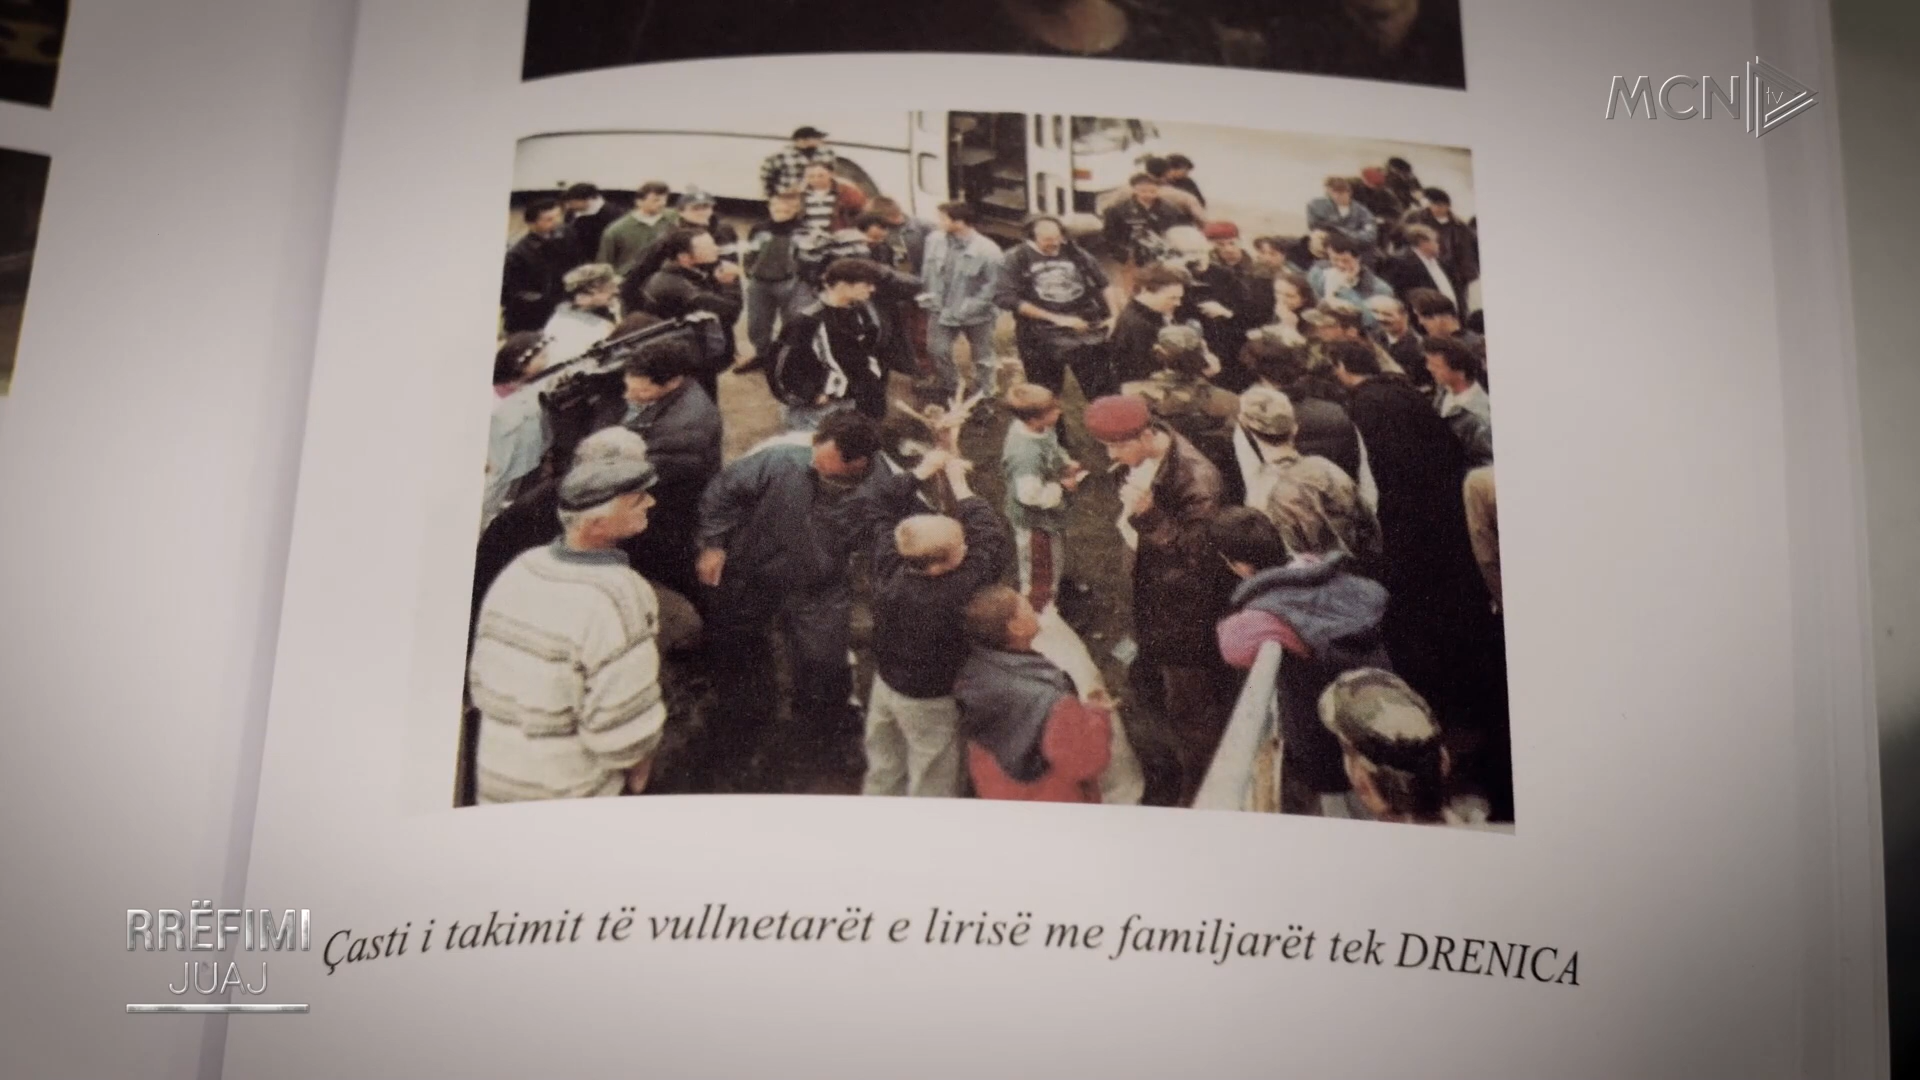 MCN tv
RRËFIMI
JUAJ
Çasti i takimit të vullnetarët e lirisë me familjarët tek DRENICA